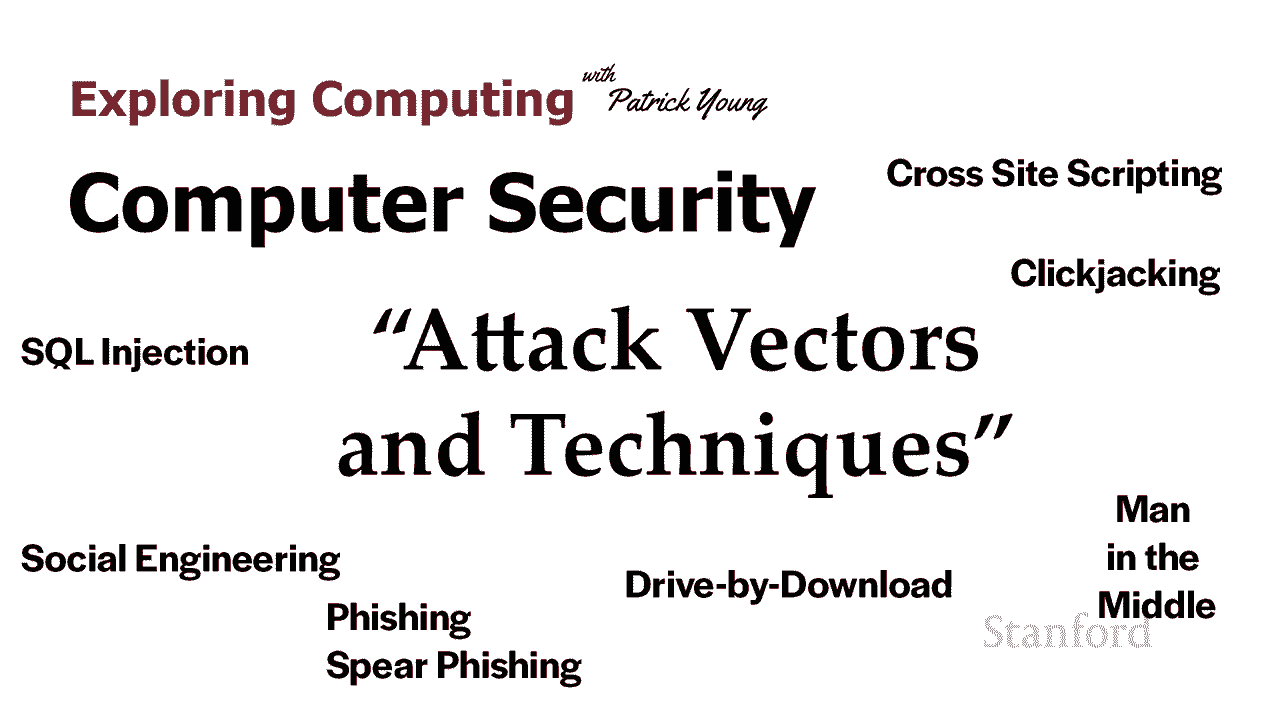 Exploring Computing with Patrick Young
Computer Security
Cross Site Scripting
Clickjacking
SQL Injection
“Attack Vectors
and Techniques”
Man
in the
Middle
Social Engineering
Drive-by-Download
Phishing
Spear Phishing
Stanford